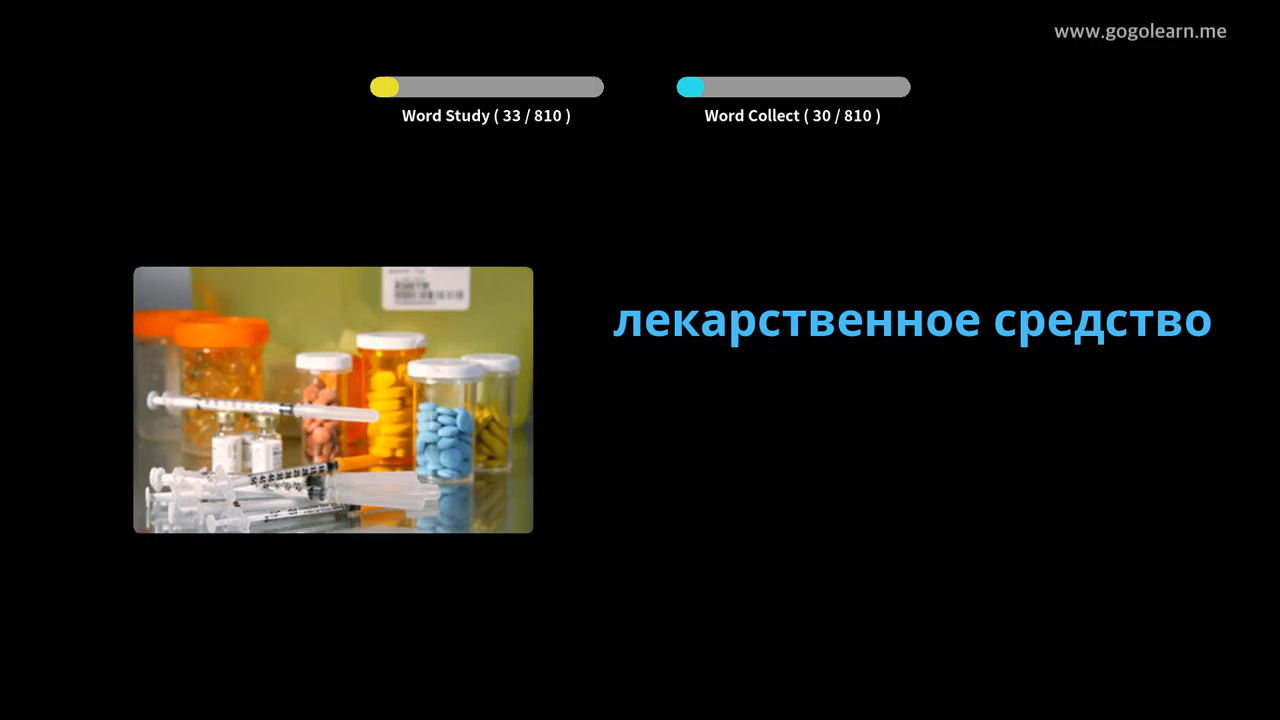 www.gogolearn.me
Word Study ( 33 / 810 )
Word Collect ( 30 / 810 )
лекарственное средство